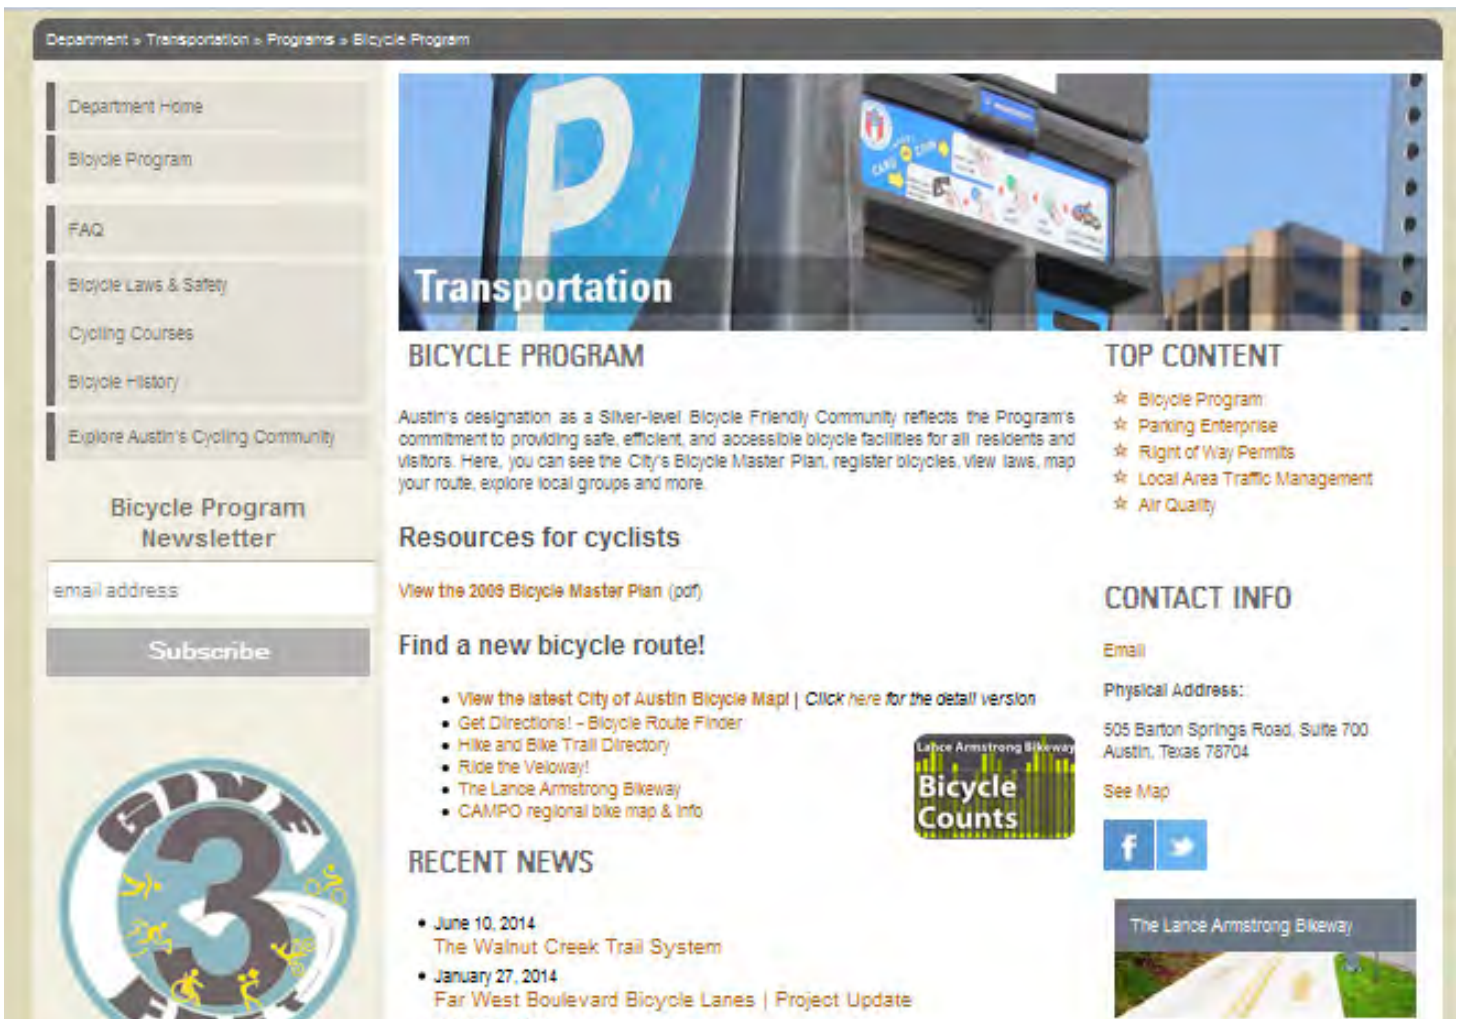 Department » Transportation » Programs » Bicycle Program
Department Home
Bicycle Program
FAQ
Bicycle Laws & Safety
Cycling Courses
Bicycle History
Explore Austin's Cycling Community
Bicycle Program
Newsletter
email address
Subscribe
GIVE
3
P
CARD OR COIN
Transportation
BICYCLE PROGRAM
Austin's designation as a Silver-level Bicycle Friendly Community reflects the Program's
commitment to providing safe, efficient, and accessible bicycle facilities for all residents and
visitors. Here, you can see the City's Bicycle Master Plan, register bicycles, view laws, map
your route, explore local groups and more.
Resources for cyclists
View the 2009 Bicycle Master Plan (pdf)
Find a new bicycle route!
• View the latest City of Austin Bicycle Map! | Click here for the detail version
• Get Directions! - Bicycle Route Finder
• Hike and Bike Trail Directory
• Ride the Veloway!
• The Lance Armstrong Bikeway
• CAMPO regional bike map & info
Lance Armstrong Bikeway
Bicycle
Counts
RECENT NEWS
• June 10, 2014
The Walnut Creek Trail System
• January 27, 2014
Far West Boulevard Bicycle Lanes | Project Update
TOP CONTENT
☆ Bicycle Program
☆ Parking Enterprise
☆ Right of Way Permits
☆ Local Area Traffic Management
☆ Air Quality
CONTACT INFO
Email
Physical Address:
505 Barton Springs Road, Suite 700
Austin, Texas 78704
See Map
f
The Lance Armstrong Bikeway